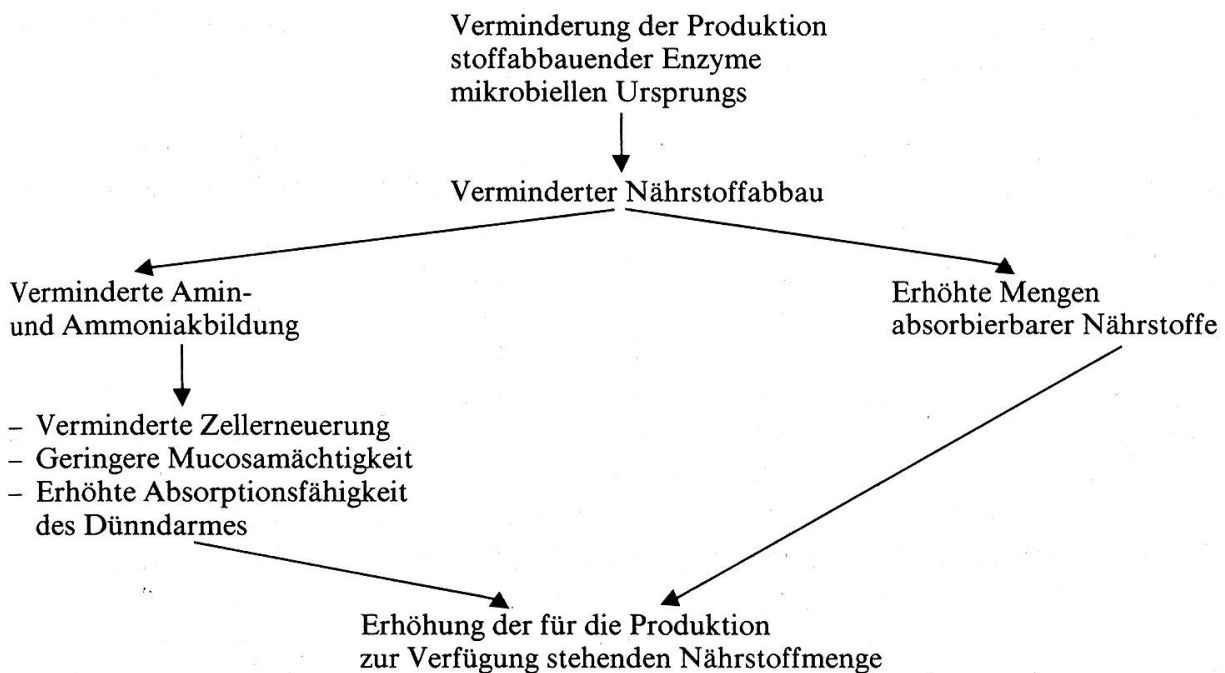 Verminderung der Produktion
stoffabbauender Enzyme
mikrobiellen Ursprungs
Verminderter Nährstoffabbau
Verminderte Amin-
und Ammoniakbildung
Erhöhte Mengen
absorbierbarer Nährstoffe
– Verminderte Zellerneuerung
– Geringere Mucosamächtigkeit
– Erhöhte Absorptionsfähigkeit
des Dünndarmes
Erhöhung der für die Produktion
zur Verfügung stehenden Nährstoffmenge